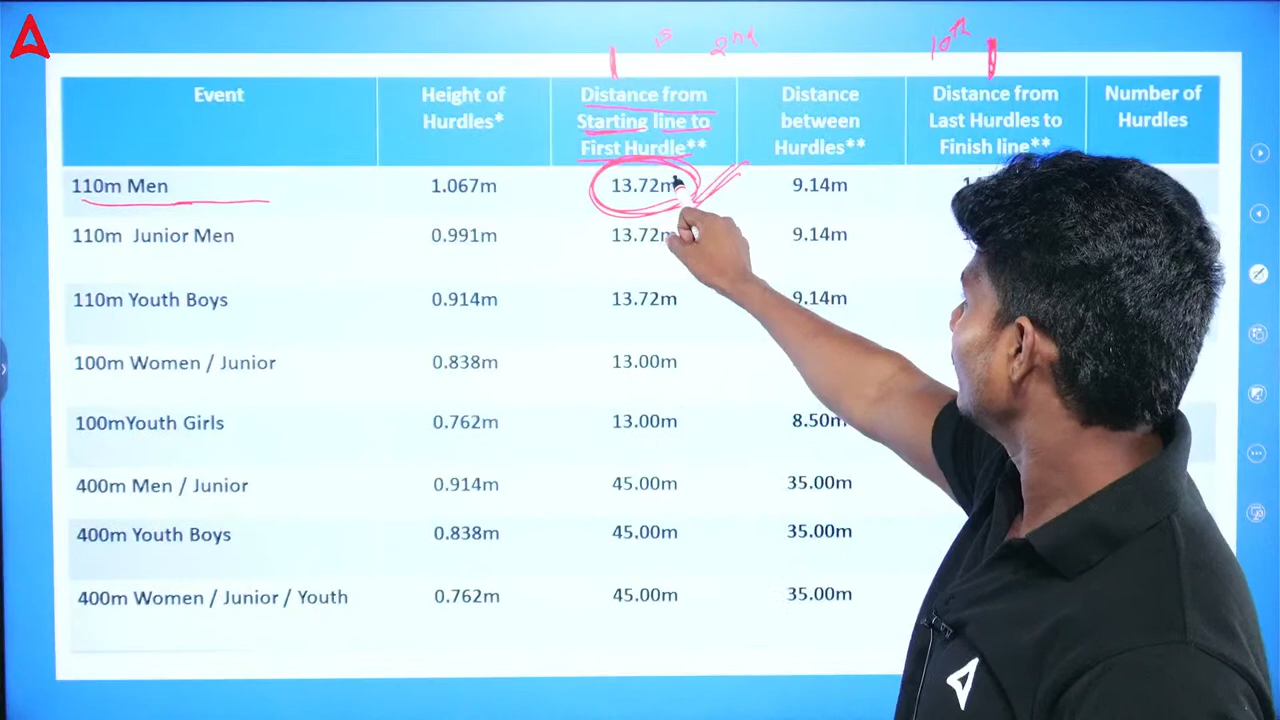 1st 2nd 10th
Event Height of Distance from Distance Distance from Number of
Hurdles* Starting line to between Last Hurdles to Hurdles
First Hurdle** Hurdles** Finish line**
110m Men 1.067m 13.72m 9.14m
110m Junior Men 0.991m 13.72m 9.14m
110m Youth Boys 0.914m 13.72m 9.14m
100m Women / Junior 0.838m 13.00m
100mYouth Girls 0.762m 13.00m 8.50m
400m Men / Junior 0.914m 45.00m 35.00m
400m Youth Boys 0.838m 45.00m 35.00m
400m Women / Junior / Youth 0.762m 45.00m 35.00m